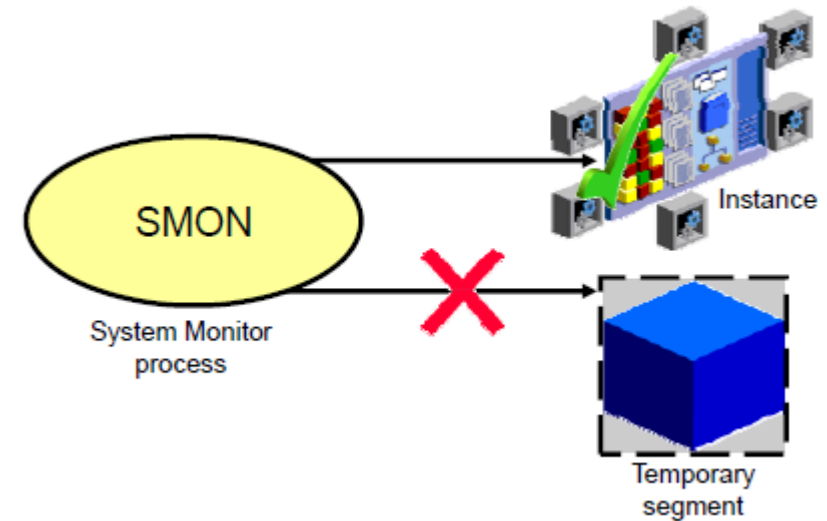 SMON
System Monitor
process
Instance
Temporary
segment